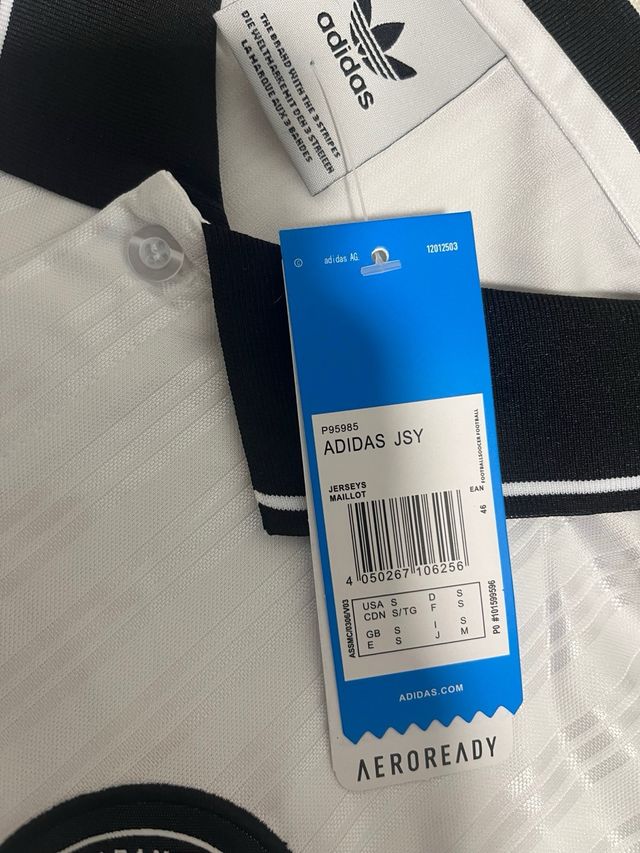 adidas
THE BRAND WITH THE 3 STRIPES
DIE WELTMARKE MIT DEN 3 STREIFEN
LA MARQUE AUX 3 BANDES
© adidas AG. 12012503
P95985
ADIDAS JSY
JERSEYS
MAILLOT
EAN
46
FOOTBALLSOCCER FOOTBALL
4 050267 106256
ASSMC/0306/V03
USA S D S
CDN S/TG F S
GB S I S
E S J M
PO #101599596
ADIDAS.COM
AEROREADY